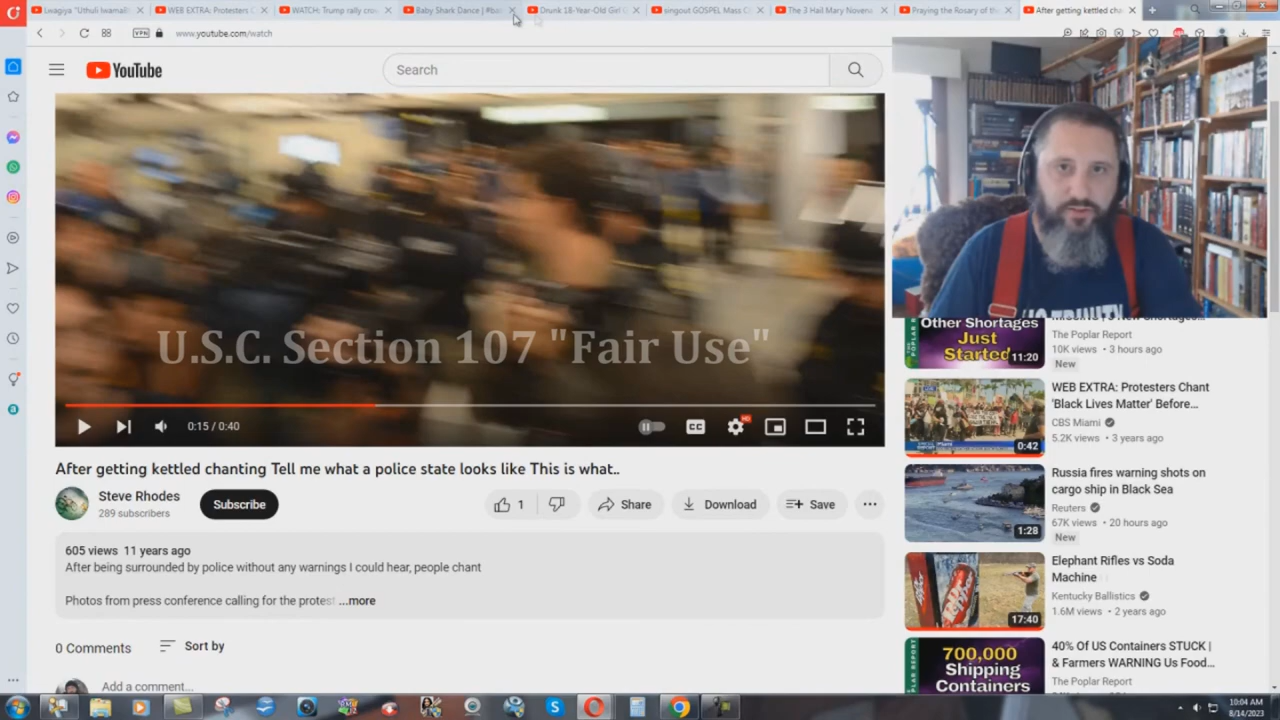 Lwagiya "Uthuli Iwamail
WEB EXTRA: Protesters C
WATCH: Trump rally crow
Baby Shark Dance | #bab
Drunk 18-Year-Old Girl G
singout GOSPEL Mass C
The 3 Hail Mary Novena
Praying the Rosary of th
After getting kettled cha
VPN
www.youtube.com/watch
YouTube
Search
U.S.C. Section 107 "Fair Use"
0:15 / 0:40
CC
HD
After getting kettled chanting Tell me what a police state looks like This is what..
Steve Rhodes
289 subscribers
Subscribe
1
Share
Download
Save
605 views 11 years ago
After being surrounded by police without any warnings I could hear, people chant
Photos from press conference calling for the protest ...more
0 Comments
Sort by
Add a comment...
TRINITY
Other Shortages
Just
Started
11:20
The Poplar Report
10K views • 3 hours ago
New
WEB EXTRA: Protesters Chant
'Black Lives Matter' Before...
CBS Miami
5.2K views • 3 years ago
0:42
Russia fires warning shots on
cargo ship in Black Sea
Reuters
67K views • 20 hours ago
New
1:28
Elephant Rifles vs Soda
Machine
Kentucky Ballistics
1.6M views • 2 years ago
17:40
700,000
Shipping
Containers
40% Of US Containers STUCK |
& Farmers WARNING Us Food...
The Poplar Report
10:04 AM
8/14/2023